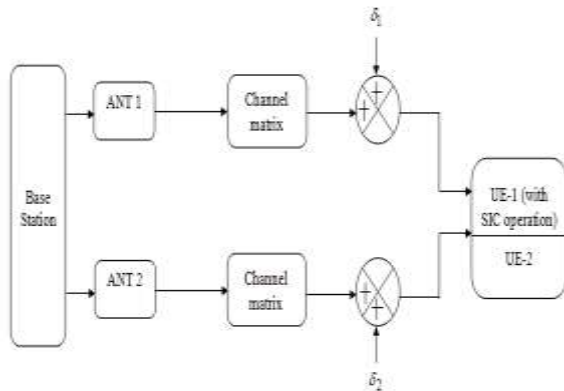 δ1
ANT 1
Channel
matrix
+
+
Base
Station
UE-1 (with
SIC operation)
UE-2
ANT 2
Channel
matrix
+
+
δ2